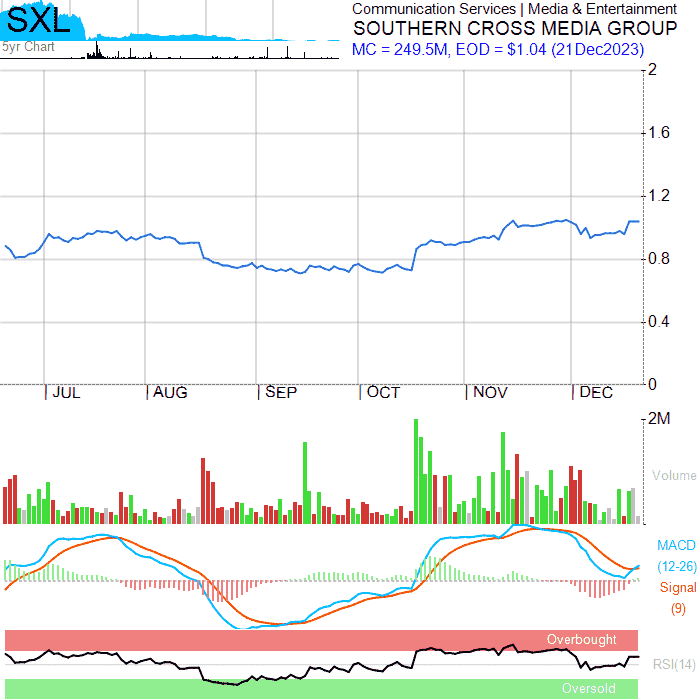 SXL
5yr Chart
Communication Services | Media & Entertainment
SOUTHERN CROSS MEDIA GROUP
MC = 249.5M, EOD = $1.04 (21Dec2023)
2
1.6
1.2
0.8
0.4
0
JUL AUG SEP OCT NOV DEC
2M
Volume
MACD
(12-26)
Signal
(9)
Overbought
RSI(14)
Oversold